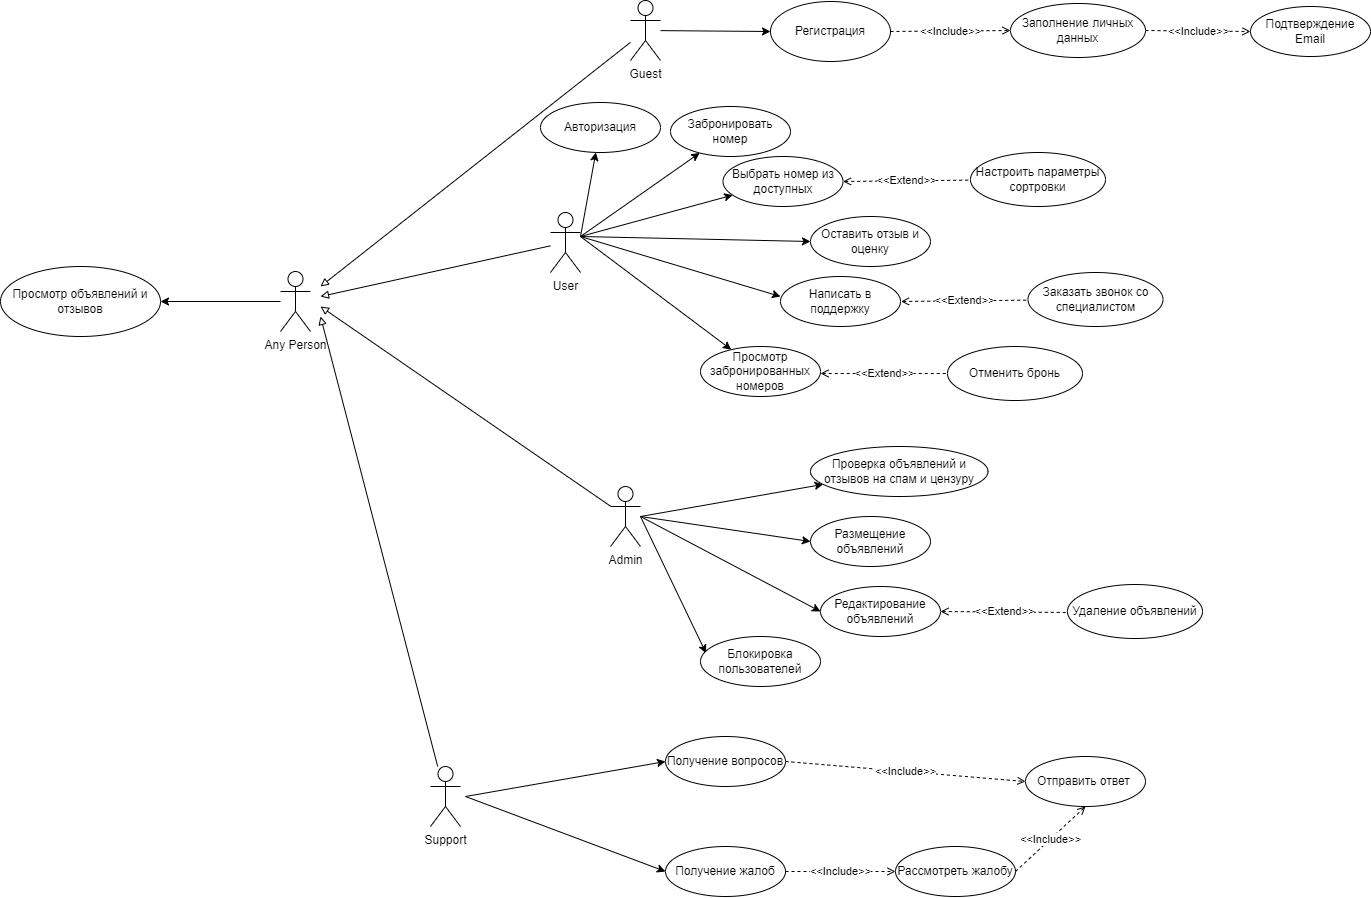 Регистрация
<<Include>>
Заполнение личных
данных
<<Include>>
Подтверждение
Email
Guest
Авторизация
Забронировать
номер
Выбрать номер из
доступных
<<Extend>>
Настроить параметры
сортровки
Оставить отзыв и
оценку
User
Просмотр объявлений и
отзывов
Any Person
Написать в
поддержку
<<Extend>>
Заказать звонок со
специалистом
Просмотр
забронированных
номеров
<<Extend>>
Отменить бронь
Проверка объявлений и
отзывов на спам и цензуру
Admin
Размещение
объявлений
Редактирование
объявлений
<<Extend>>
Удаление объявлений
Блокировка
пользователей
Получение вопросов
<<Include>>
Отправить ответ
Support
<<Include>>
Получение жалоб
<<Include>>
Рассмотреть жалобу